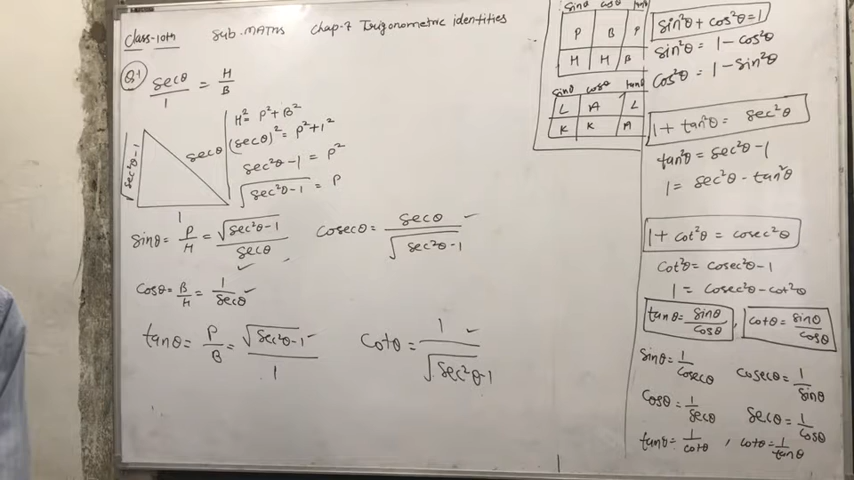 Class-10th Sub-MATHS Chap-7 Trigonometric identities
Q.1 secθ/1 = H/B
H² = P²+B²
(secθ)² = P²+1²
sec²θ-1 = P²
√sec²θ-1 = P
√sec²θ-1
secθ
1
sinθ = P/H = √sec²θ-1/secθ
cosecθ = secθ/√sec²θ-1 ✓
cosθ = B/H = 1/secθ ✓
tanθ = P/B = √sec²θ-1/1
cotθ = 1/√sec²θ-1 ✓
sinθ cosθ tanθ
P B P
H H B
sinθ cosθ tanθ
L A L
K K A
sin²θ + cos²θ = 1
sin²θ = 1 - cos²θ
cos²θ = 1 - sin²θ
1 + tan²θ = sec²θ
tan²θ = sec²θ - 1
1 = sec²θ - tan²θ
1 + cot²θ = cosec²θ
cot²θ = cosec²θ - 1
1 = cosec²θ - cot²θ
tanθ = sinθ/cosθ , cotθ = sinθ/cosθ
sinθ = 1/cosecθ cosecθ = 1/sinθ
cosθ = 1/secθ secθ = 1/cosθ
tanθ = 1/cotθ , cotθ = 1/tanθ